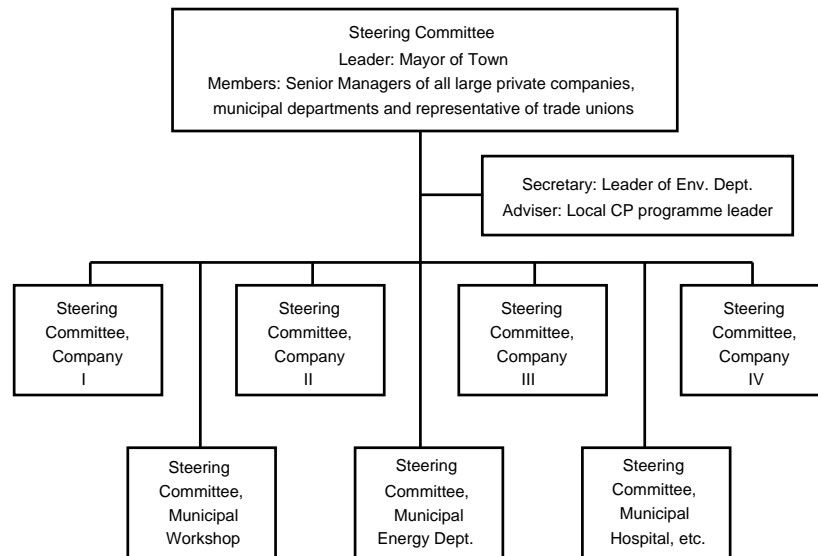 Steering Committee
Leader: Mayor of Town
Members: Senior Managers of all large private companies,
municipal departments and representative of trade unions
Secretary: Leader of Env. Dept.
Adviser: Local CP programme leader
Steering
Committee,
Company
I
Steering
Committee,
Company
II
Steering
Committee,
Company
III
Steering
Committee,
Company
IV
Steering
Committee,
Municipal
Workshop
Steering
Committee,
Municipal
Energy Dept.
Steering
Committee,
Municipal
Hospital, etc.